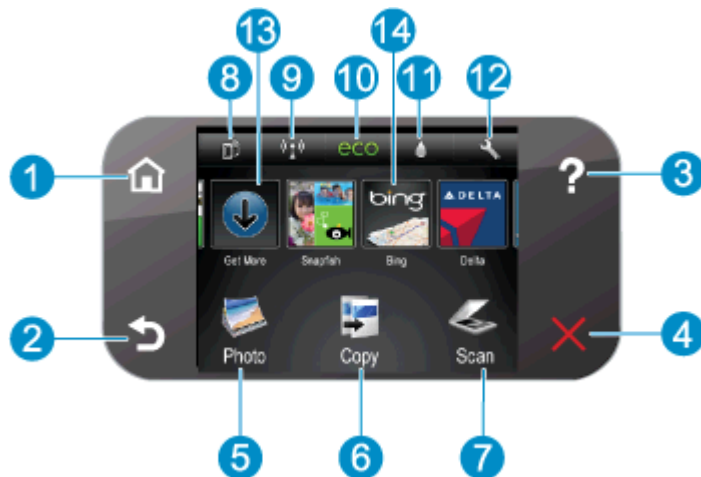 13 14
8 9 10 11 12
eco
1 ? 3
bing DELTA
Get More Snapfish Bing Delta
2 4
Photo Copy Scan
5 6 7